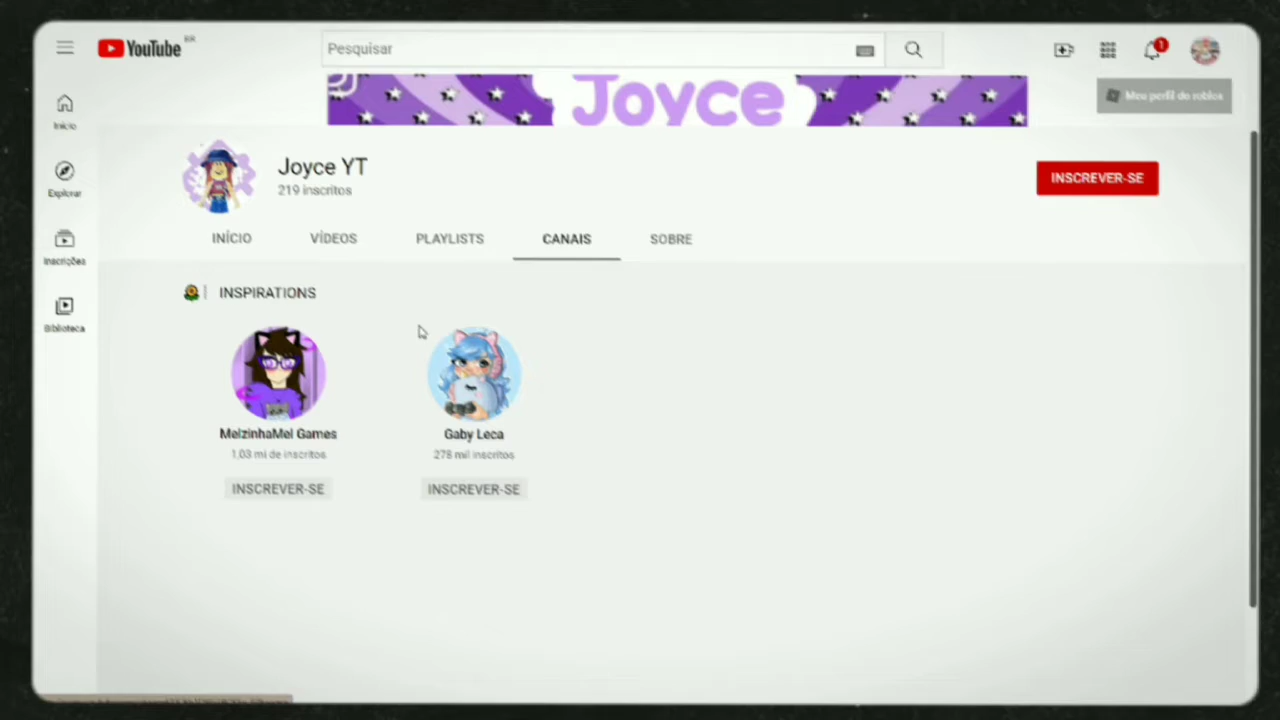 YouTube BR
Pesquisar
1
Joyce
Meu perfil do roblox
Início
Explorar
Inscrições
Biblioteca
Joyce YT
219 inscritos
INSCREVER-SE
INÍCIO VÍDEOS PLAYLISTS CANAIS SOBRE
INSPIRATIONS
MelzinhaMel Games
1,03 mi de inscritos
INSCREVER-SE
Gaby Leca
278 mil inscritos
INSCREVER-SE